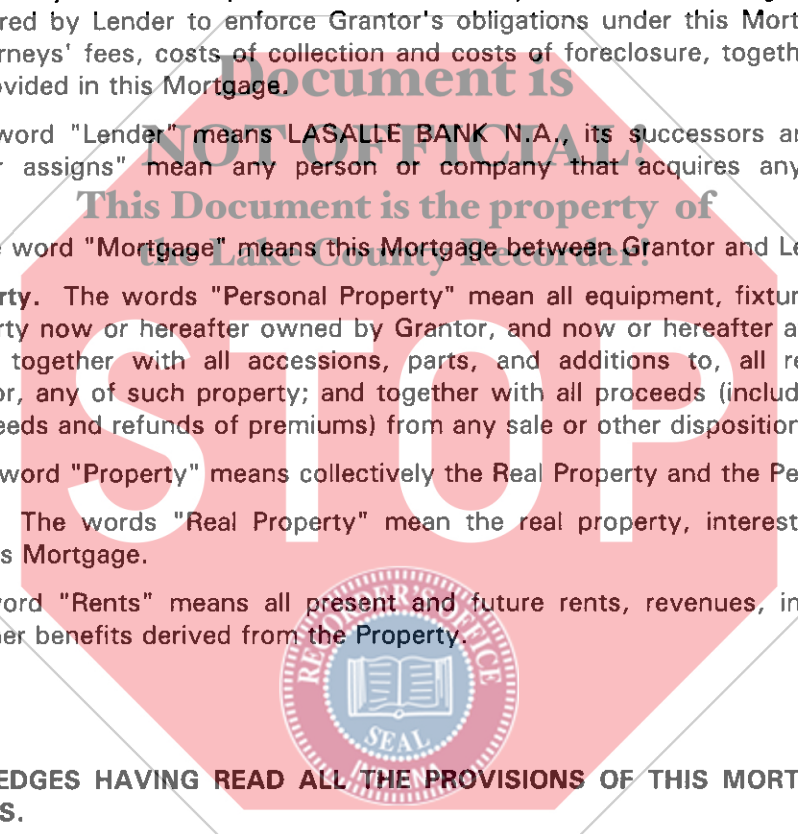 red by Lender to enforce Grantor's obligations under this Mort
rneys' fees, costs of collection and costs of foreclosure, togeth
ovided in this Mortgage.
Document is
word "Lender" means LASALLE BANK N.A., its successors an
NOT OFFICIAL!
r assigns" mean any person or company that acquires any
This Document is the property of
e word "Mortgage" means this Mortgage between Grantor and Le
the Lake County Recorder!
rty. The words "Personal Property" mean all equipment, fixtur
rty now or hereafter owned by Grantor, and now or hereafter a
together with all accessions, parts, and additions to, all re
or, any of such property; and together with all proceeds (includ
eeds and refunds of premiums) from any sale or other disposition
STOP
word "Property" means collectively the Real Property and the Pe
The words "Real Property" mean the real property, interest
s Mortgage.
ord "Rents" means all present and future rents, revenues, in
her benefits derived from the Property.
RECORDER'S OFFICE
SEAL
INDIANA
EDGES HAVING READ ALL THE PROVISIONS OF THIS MORT
S.